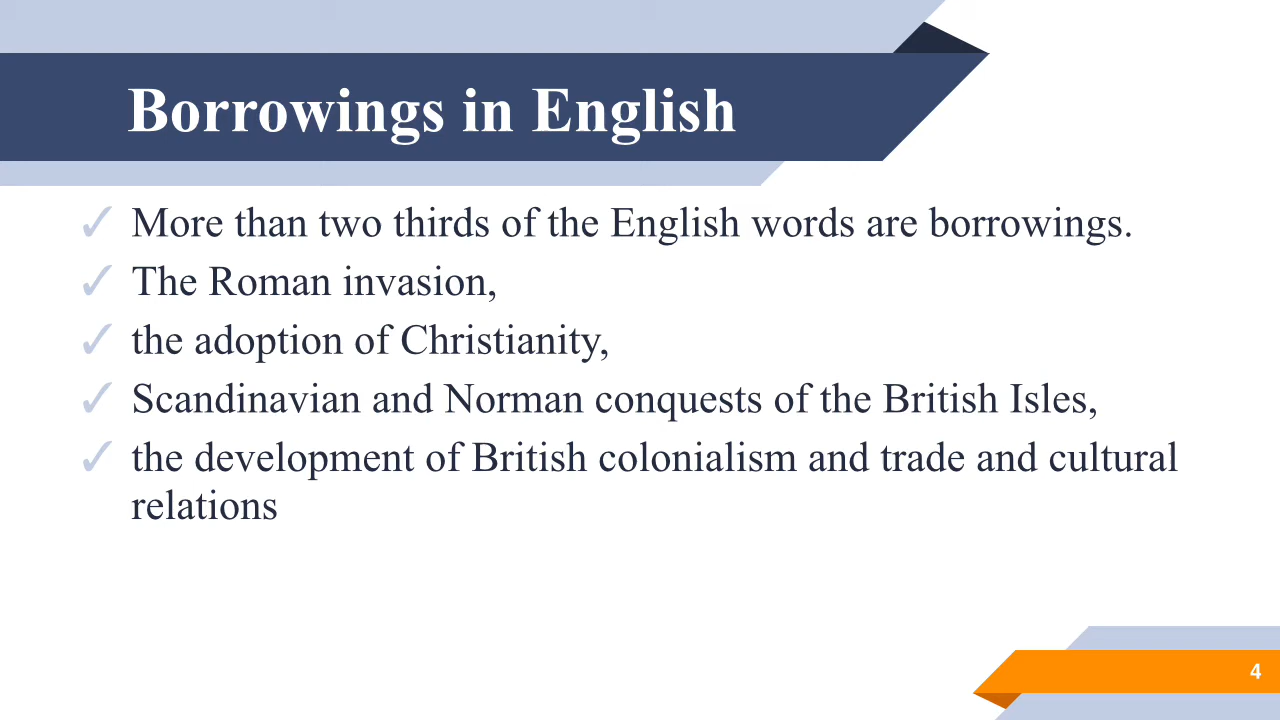 Borrowings in English
✓ More than two thirds of the English words are borrowings.
✓ The Roman invasion,
✓ the adoption of Christianity,
✓ Scandinavian and Norman conquests of the British Isles,
✓ the development of British colonialism and trade and cultural
relations
4